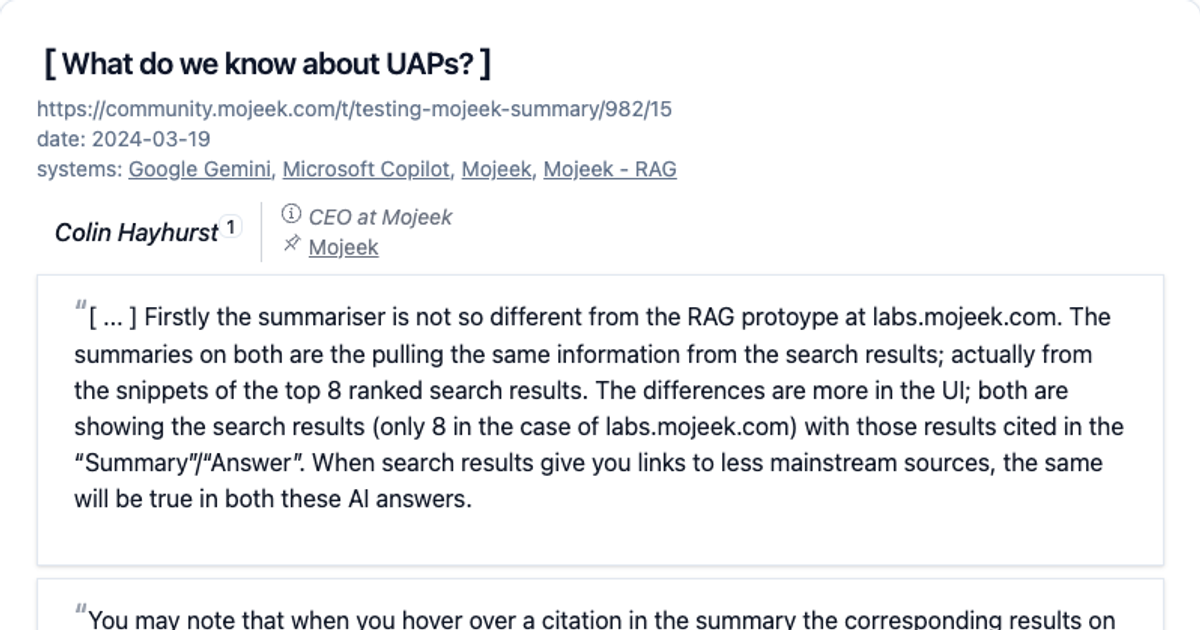 [ What do we know about UAPs? ]
https://community.mojeek.com/t/testing-mojeek-summary/982/15
date: 2024-03-19
systems: Google Gemini, Microsoft Copilot, Mojeek, Mojeek - RAG
Colin Hayhurst 1
CEO at Mojeek
Mojeek
"[ ... ] Firstly the summariser is not so different from the RAG protoype at labs.mojeek.com. The
summaries on both are the pulling the same information from the search results; actually from
the snippets of the top 8 ranked search results. The differences are more in the UI; both are
showing the search results (only 8 in the case of labs.mojeek.com) with those results cited in the
“Summary”/“Answer”. When search results give you links to less mainstream sources, the same
will be true in both these AI answers.
"You may note that when you hover over a citation in the summary the corresponding results on